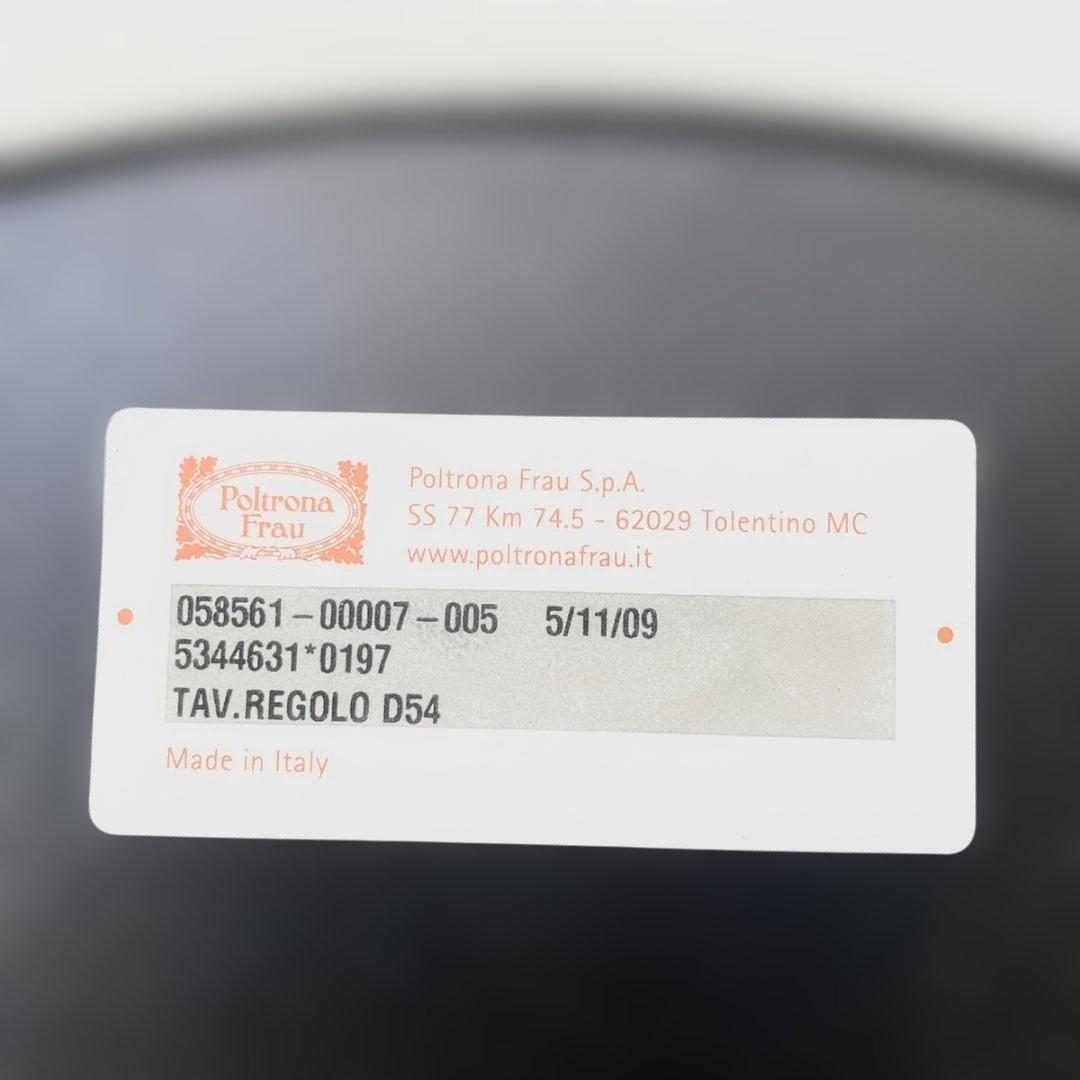 Poltrona
Frau
Poltrona Frau S.p.A.
SS 77 Km 74.5 - 62029 Tolentino MC
www.poltronafrau.it
058561-00007-005 5/11/09
5344631*0197
TAV.REGOLO D54
Made in Italy